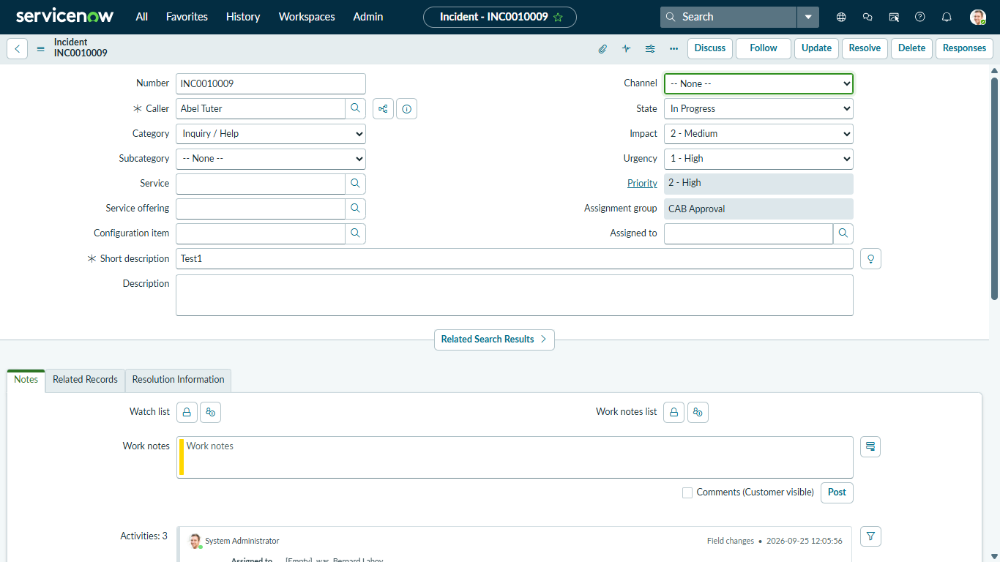 servicenow All Favorites History Workspaces Admin Incident - INC0010009 Search
Incident
INC0010009
Discuss Follow Update Resolve Delete Responses
Number INC0010009 Channel -- None --
Caller Abel Tuter State In Progress
Category Inquiry / Help Impact 2 - Medium
Subcategory -- None -- Urgency 1 - High
Service Priority 2 - High
Service offering Assignment group CAB Approval
Configuration item Assigned to
Short description Test1
Description
Related Search Results
Notes Related Records Resolution Information
Watch list Work notes list
Work notes Work notes
Comments (Customer visible) Post
Activities: 3 System Administrator Field changes • 2026-09-25 12:05:56
Assigned to [Empty] was Bernard Laboy